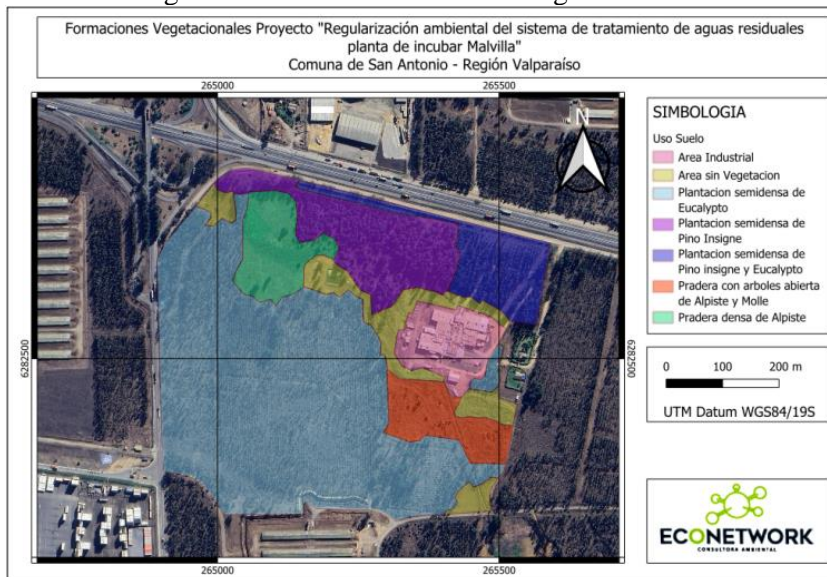 Formaciones Vegetacionales Proyecto "Regularización ambiental del sistema de tratamiento de aguas residuales
planta de incubar Malvilla"
Comuna de San Antonio - Región Valparaíso
265000
265500
N
6282500
6282500
265000
265500
SIMBOLOGIA
Uso Suelo
Area Industrial
Area sin Vegetacion
Plantacion semidensa de
Eucalypto
Plantacion semidensa de
Pino Insigne
Plantacion semidensa de
Pino insigne y Eucalypto
Pradera con arboles abierta
de Alpiste y Molle
Pradera densa de Alpiste
0 100 200 m
UTM Datum WGS84/19S
ECONETWORK
CONSULTORA AMBIENTAL